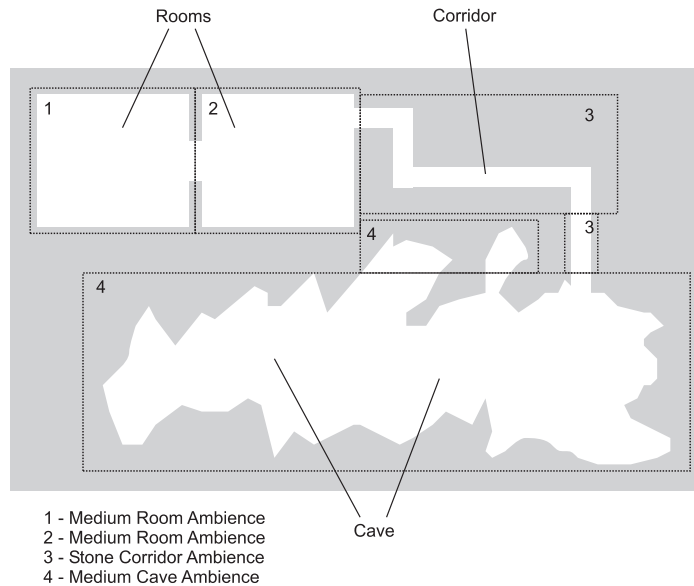 Rooms
Corridor
1
2
3
3
4
4
Cave
1 - Medium Room Ambience
2 - Medium Room Ambience
3 - Stone Corridor Ambience
4 - Medium Cave Ambience